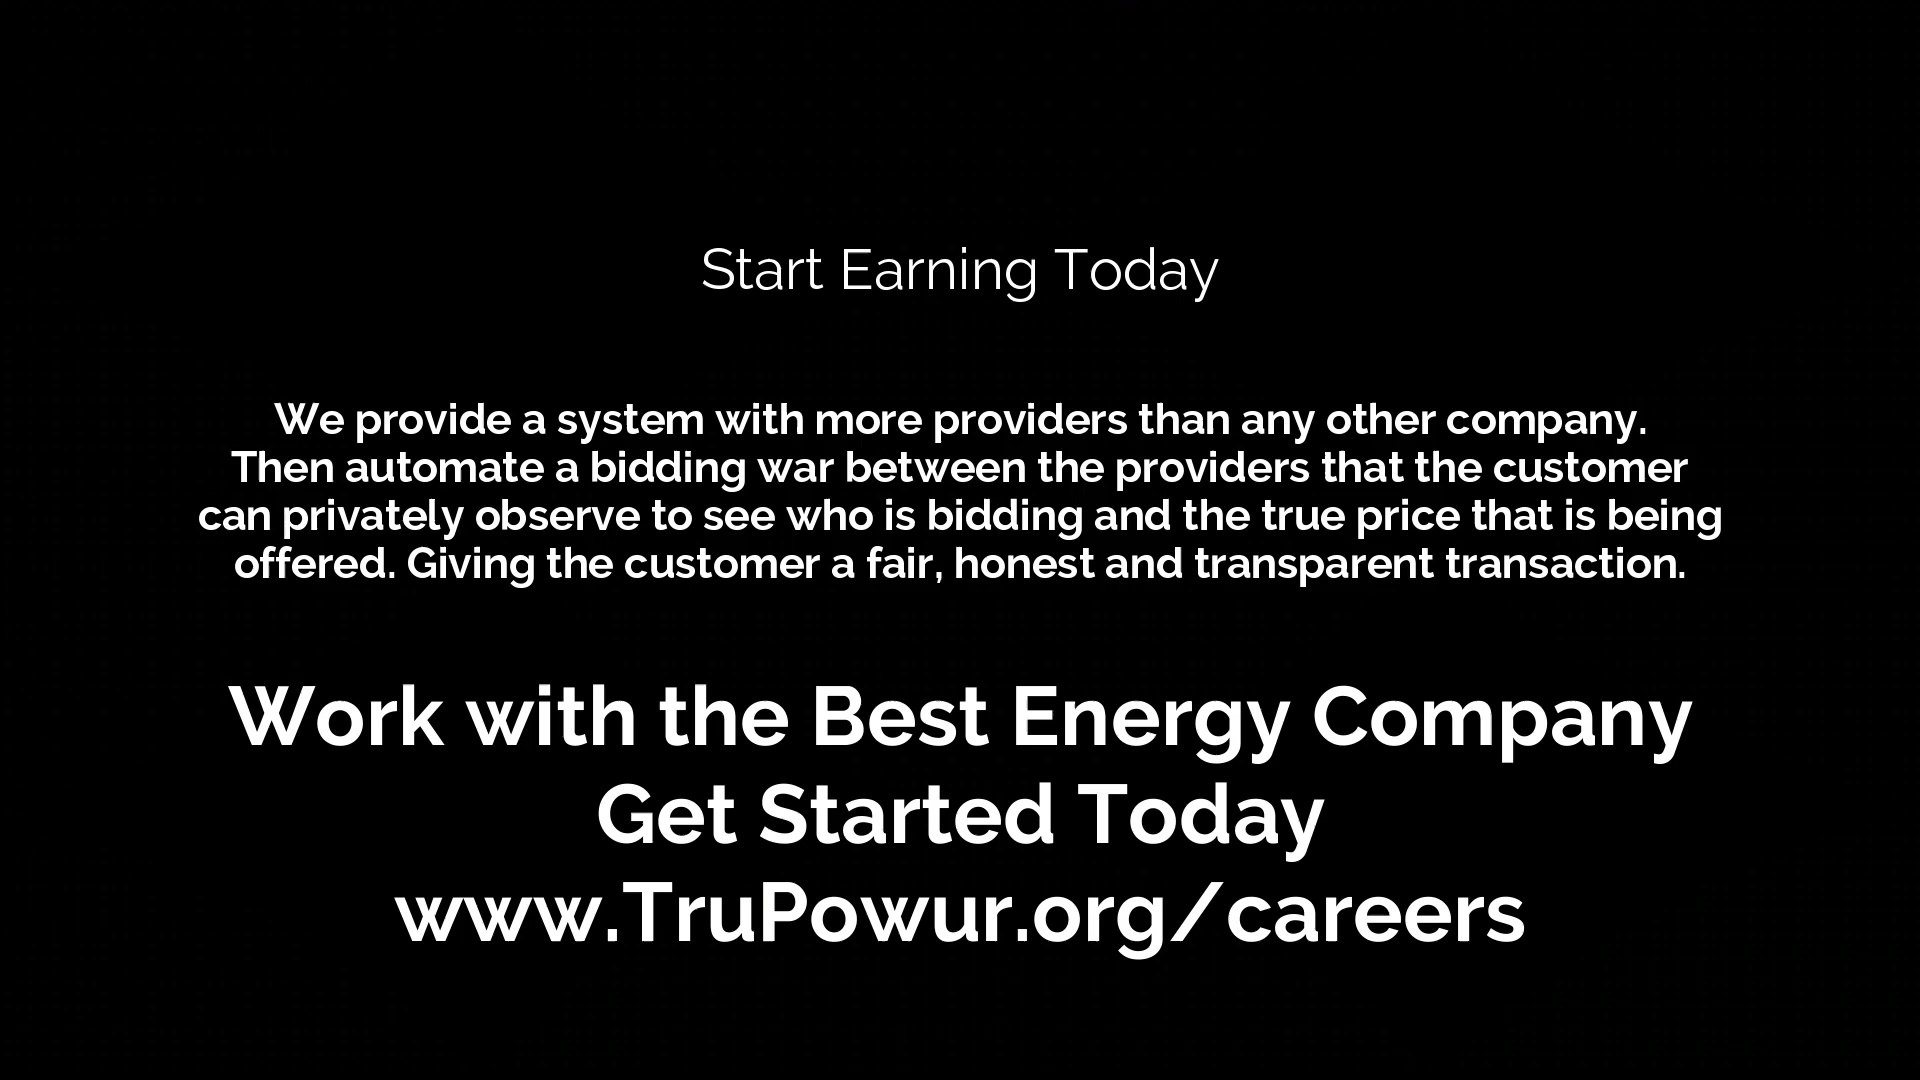 Start Earning Today
We provide a system with more providers than any other company.
Then automate a bidding war between the providers that the customer
can privately observe to see who is bidding and the true price that is being
offered. Giving the customer a fair, honest and transparent transaction.
Work with the Best Energy Company
Get Started Today
www.TruPowur.org/careers